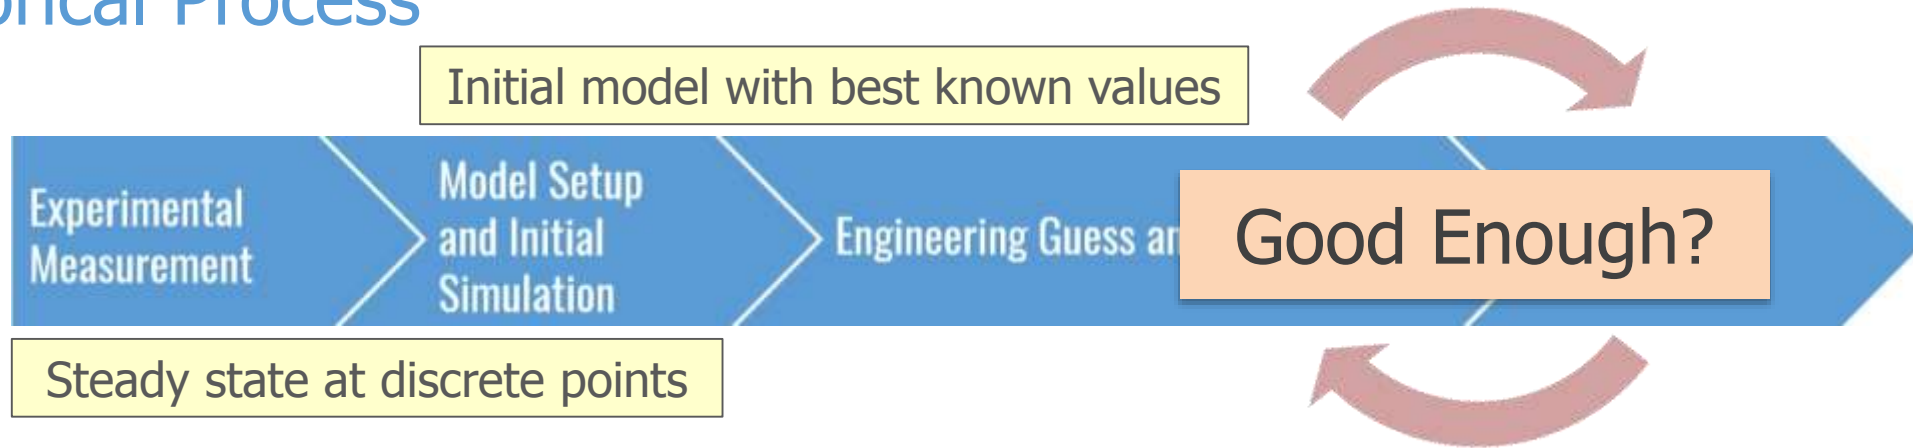 Process
Initial model with best known values
Experimental
Measurement
Model Setup
and Initial
Simulation
Engineering Guess
Good Enough?
Steady state at discrete points